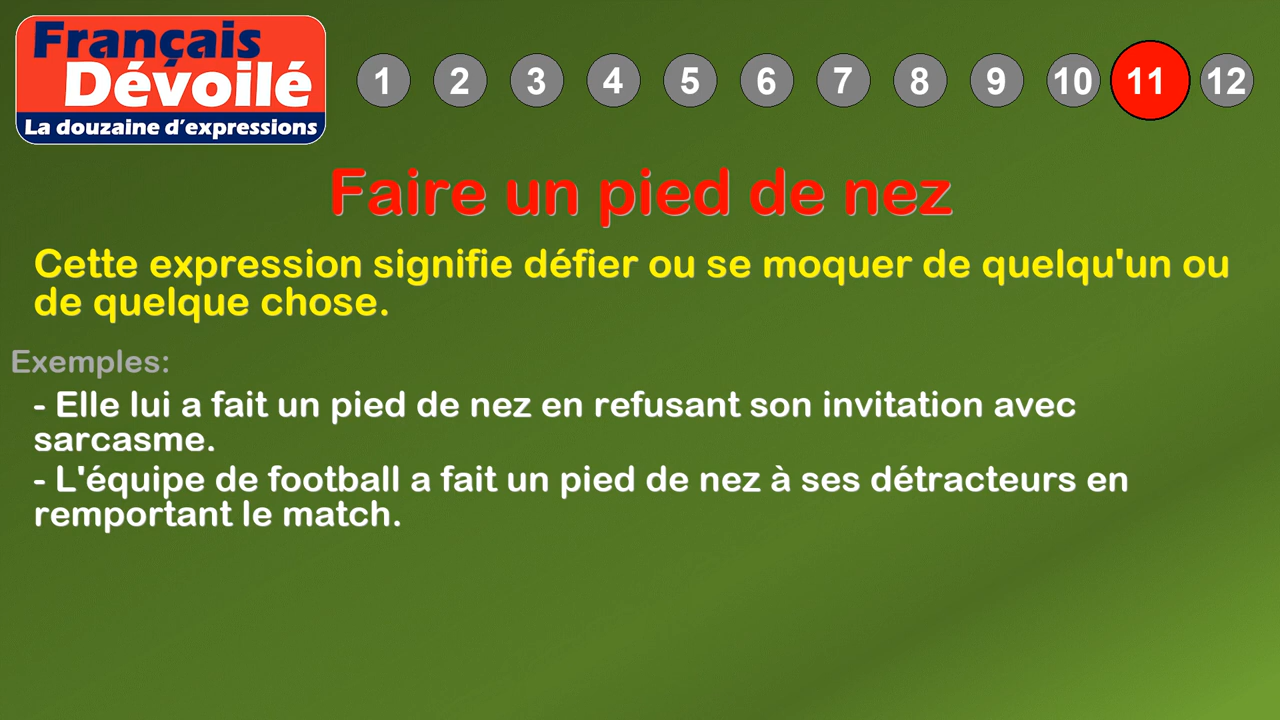 Français
Dévoilé
La douzaine d'expressions
1 2 3 4 5 6 7 8 9 10 11 12
Faire un pied de nez
Cette expression signifie défier ou se moquer de quelqu'un ou
de quelque chose.
Exemples:
- Elle lui a fait un pied de nez en refusant son invitation avec
sarcasme.
- L'équipe de football a fait un pied de nez à ses détracteurs en
remportant le match.